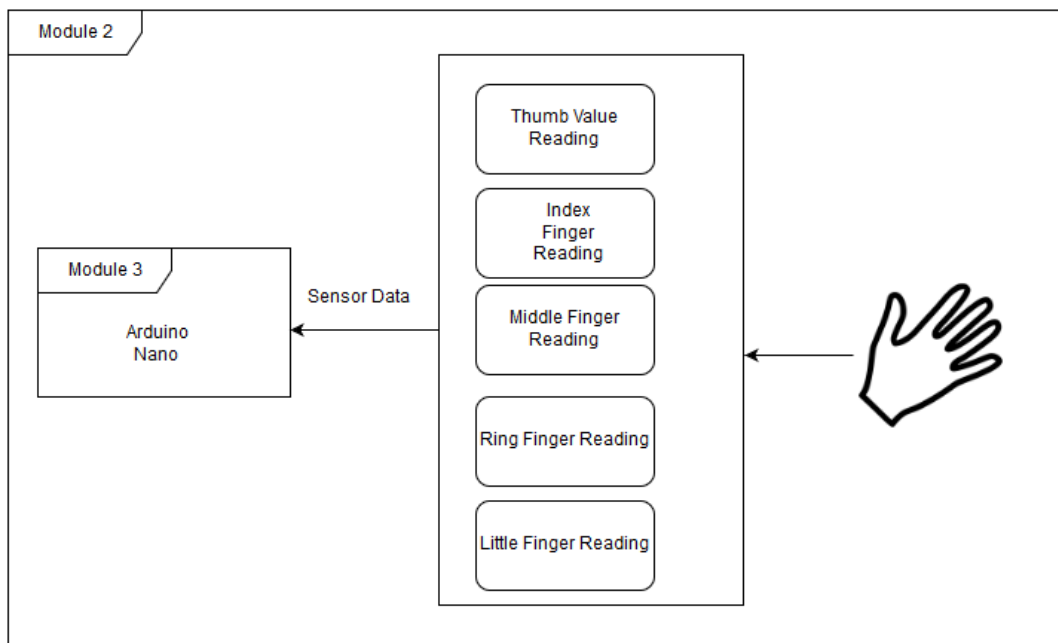 Module 2
Thumb Value
Reading
Index
Finger
Reading
Module 3
Sensor Data
Middle Finger
Reading
Arduino
Nano
Ring Finger Reading
Little Finger Reading